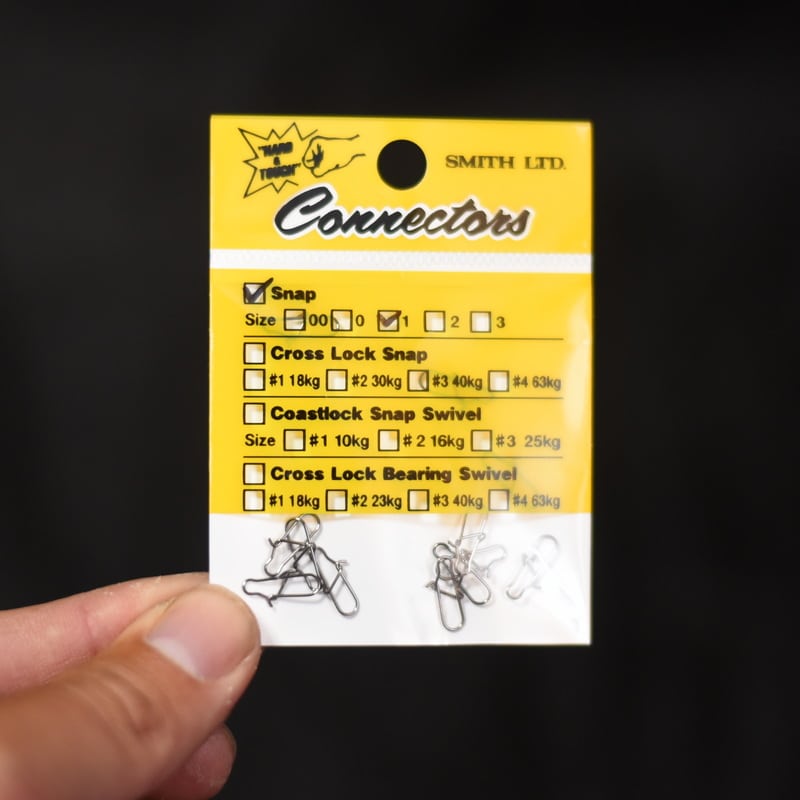 "HARD
&
TOUCH"
SMITH LTD.
Connectors
Snap
Size 00 0 1 2 3
Cross Lock Snap
#1 18kg #2 30kg #3 40kg #4 63kg
Coastlock Snap Swivel
Size #1 10kg #2 16kg #3 25kg
Cross Lock Bearing Swivel
#1 18kg #2 23kg #3 40kg #4 63kg